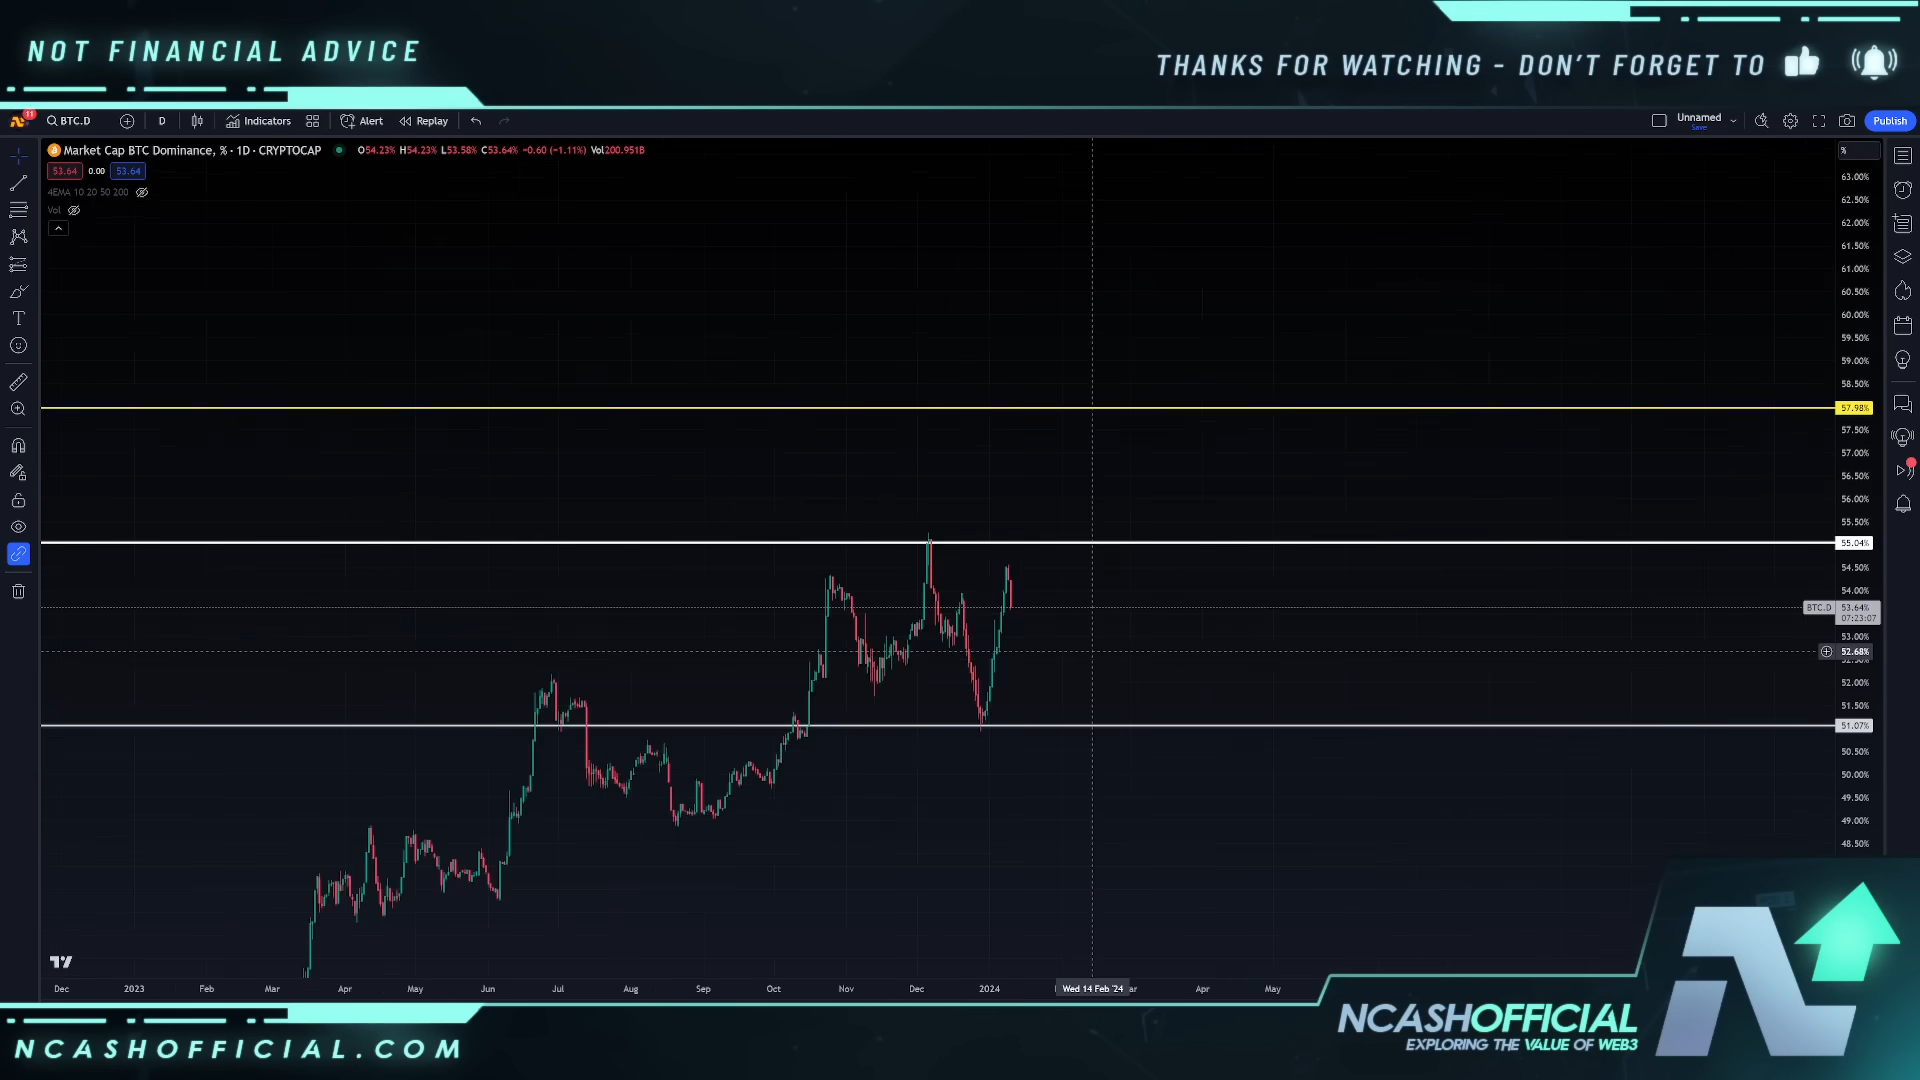 NOT FINANCIAL ADVICE
THANKS FOR WATCHING - DON'T FORGET TO
11
BTC.D
D
Indicators
Alert
Replay
Unnamed
Save
Publish
Market Cap BTC Dominance, % · 1D · CRYPTOCAP
O54.23% H54.23% L53.58% C53.64% -0.60 (-1.11%) Vol200.951B
53.64 0.00 53.64
4EMA 10 20 50 200
Vol
%
63.00%
62.50%
62.00%
61.50%
61.00%
60.50%
60.00%
59.50%
59.00%
58.50%
57.98%
57.50%
57.00%
56.50%
56.00%
55.50%
55.04%
54.50%
54.00%
BTC.D 53.64%
07:23:07
53.00%
52.68%
52.50%
52.00%
51.50%
51.07%
50.50%
50.00%
49.50%
49.00%
48.50%
Dec 2023 Feb Mar Apr May Jun Jul Aug Sep Oct Nov Dec 2024 Wed 14 Feb '24 ar Apr May
NCASHOFFICIAL
EXPLORING THE VALUE OF WEB3
NCASHOFFICIAL.COM